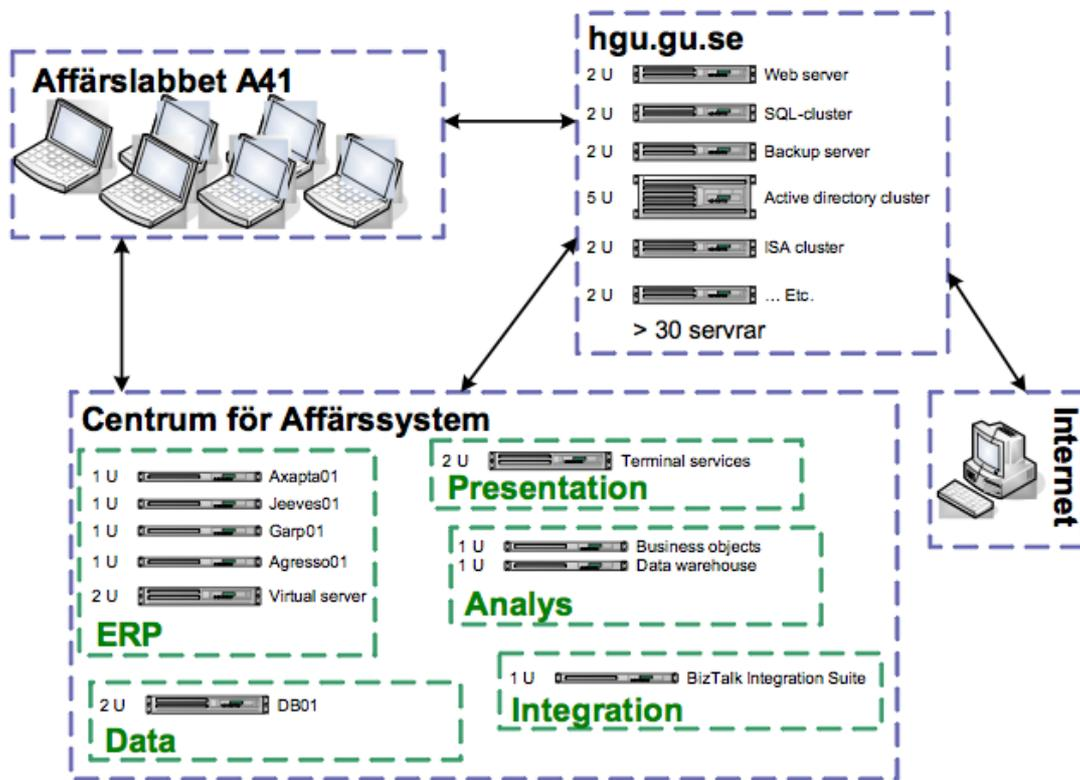 Affärslabbet A41
hgu.gu.se
2 U Web server
2 U SQL-cluster
2 U Backup server
5 U Active directory cluster
2 U ISA cluster
2 U ... Etc.
> 30 servrar
Centrum för Affärssystem
1 U Axapta01
1 U Jeeves01
1 U Garp01
1 U Agresso01
2 U Virtual server
ERP
2 U Terminal services
Presentation
1 U Business objects
1 U Data warehouse
Analys
2 U DB01
Data
1 U BizTalk Integration Suite
Integration
Internet